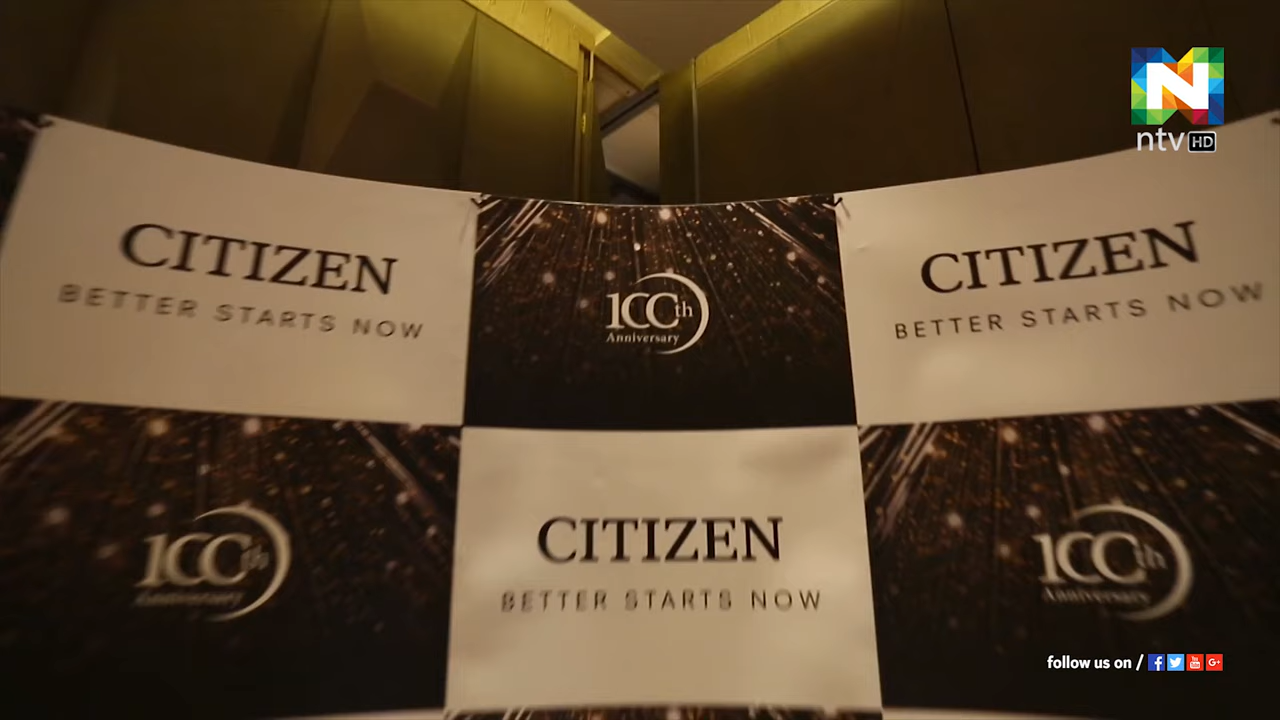 N
ntv HD
CITIZEN
BETTER STARTS NOW
100th
Anniversary
CITIZEN
BETTER STARTS NOW
100th
Anniversary
CITIZEN
BETTER STARTS NOW
100th
Anniversary
follow us on /